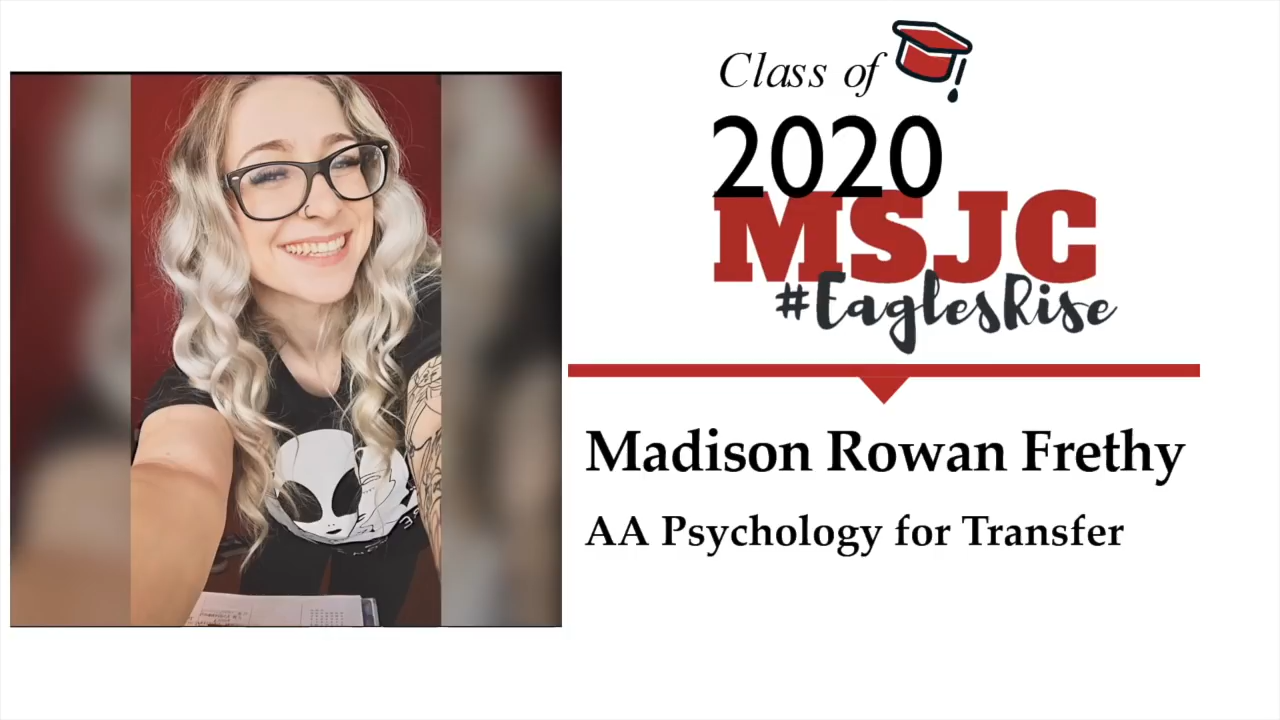 Class of
2020
MSJC
#EaglesRise
Madison Rowan Frethy
AA Psychology for Transfer